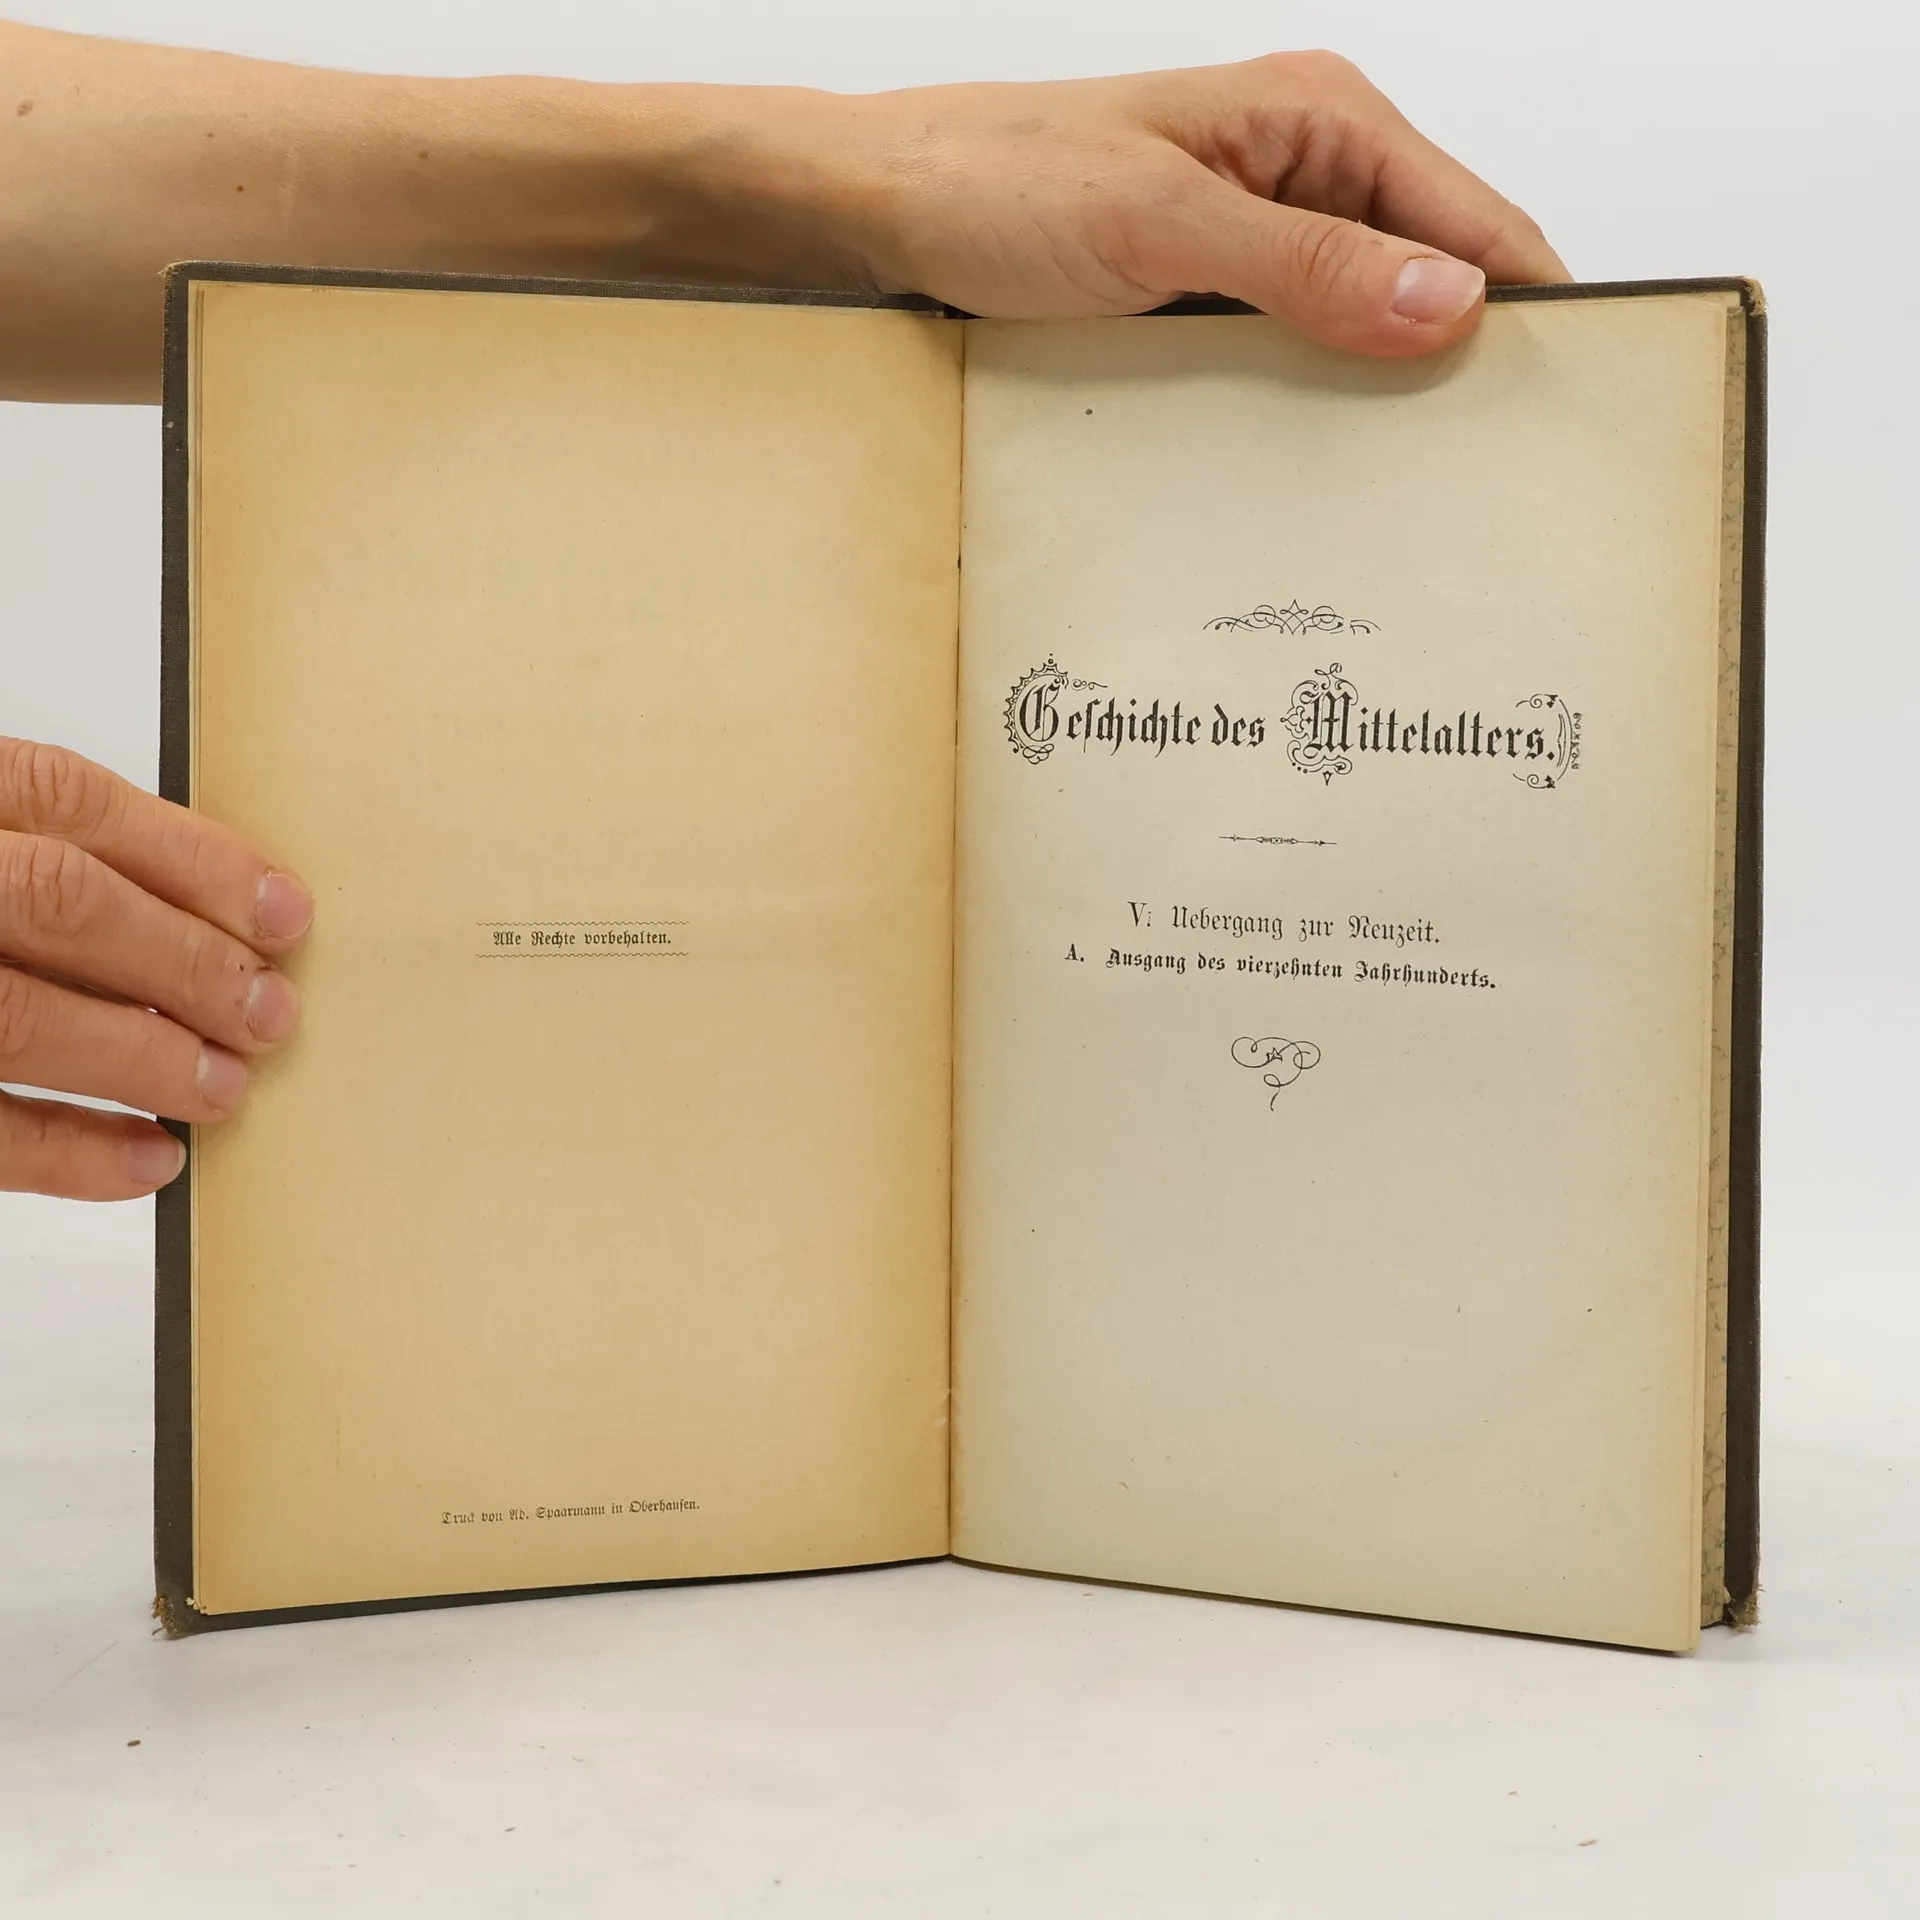 Alle Rechte vorbehalten.
Druck von Ad. Spaarmann in Oberhausen.
Geſchichte des Mittelalters.
V. Uebergang zur Neuzeit.
A. Ausgang des vierzehnten Jahrhunderts.